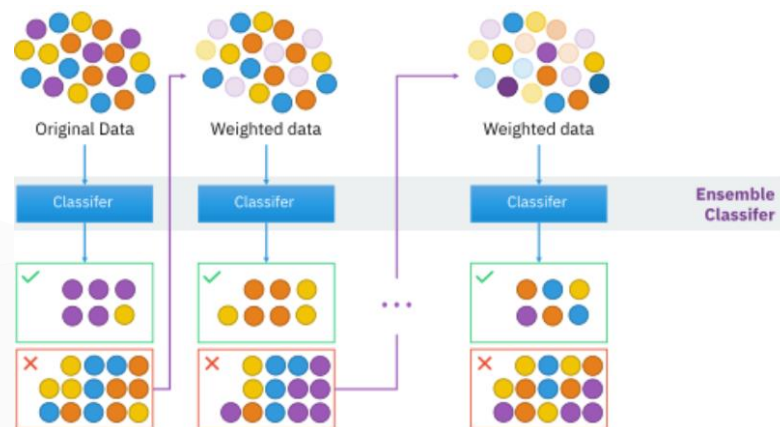 Original Data
Weighted data
Weighted data
Classifer
Classifer
Classifer
Ensemble
Classifer